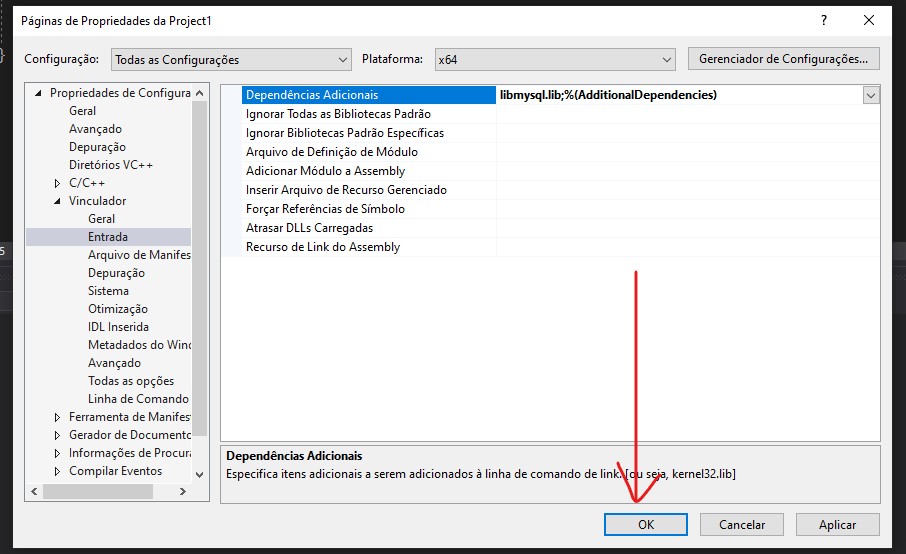 Páginas de Propriedades da Project1
?
Configuração: Todas as Configurações Plataforma: x64 Gerenciador de Configurações...
Propriedades de Configura
Geral
Avançado
Depuração
Diretórios VC++
C/C++
Vinculador
Geral
Entrada
Arquivo de Manifes
Depuração
Sistema
Otimização
IDL Inserida
Metadados do Winc
Avançado
Todas as opções
Linha de Comando
Ferramenta de Manifes
Gerador de Documentc
Informações de Procura
Compilar Eventos
Dependências Adicionais libmysql.lib;%(AdditionalDependencies)
Ignorar Todas as Bibliotecas Padrão
Ignorar Bibliotecas Padrão Específicas
Arquivo de Definição de Módulo
Adicionar Módulo a Assembly
Inserir Arquivo de Recurso Gerenciado
Forçar Referências de Símbolo
Atrasar DLLs Carregadas
Recurso de Link do Assembly
Dependências Adicionais
Especifica itens adicionais a serem adicionados à linha de comando de link. [ou seja, kernel32.lib]
OK Cancelar Aplicar
}
5